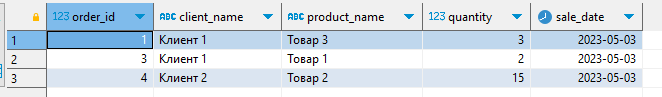 123 order_id ABC client_name ABC product_name 123 quantity sale_date
1 1 Клиент 1 Товар 3 3 2023-05-03
2 3 Клиент 1 Товар 1 2 2023-05-03
3 4 Клиент 2 Товар 2 15 2023-05-03